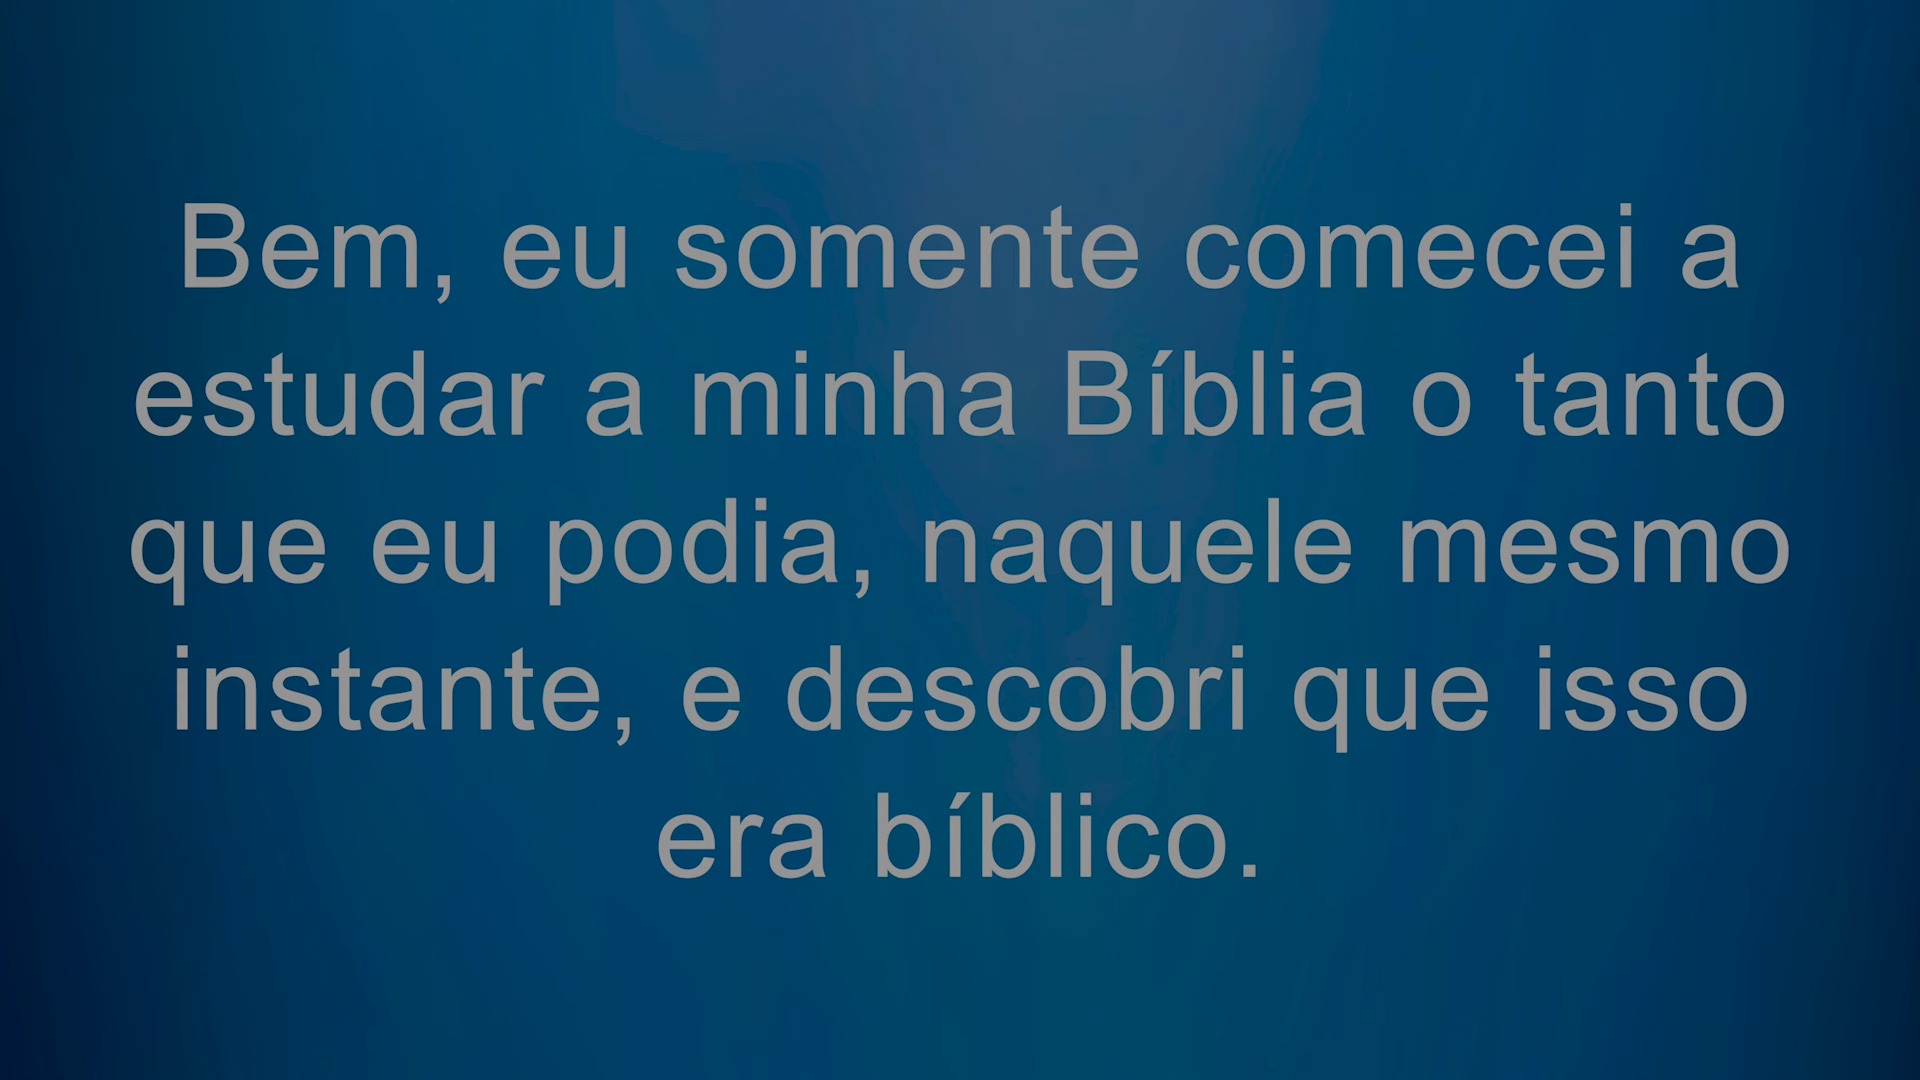 Bem, eu somente comecei a
estudar a minha Bíblia o tanto
que eu podia, naquele mesmo
instante, e descobri que isso
era bíblico.